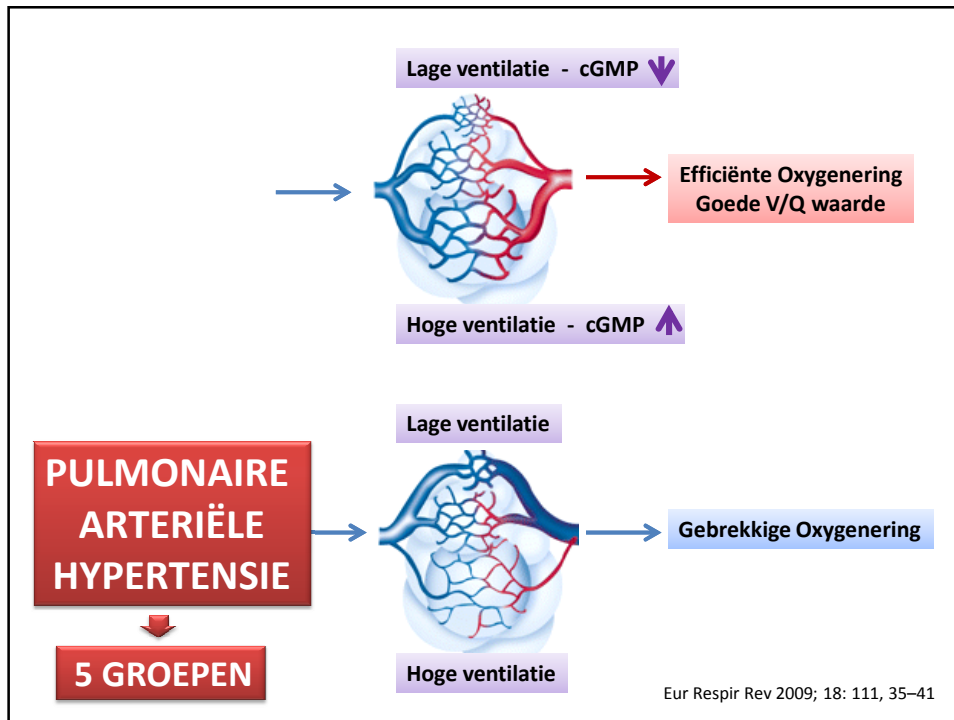 Lage ventilatie - cGMP
Efficiënte Oxygenering
Goede V/Q waarde
Hoge ventilatie - cGMP
Lage ventilatie
PULMONAIRE
ARTERIËLE
HYPERTENSIE
Gebrekkige Oxygenering
5 GROEPEN
Hoge ventilatie
Eur Respir Rev 2009; 18: 111, 35–41